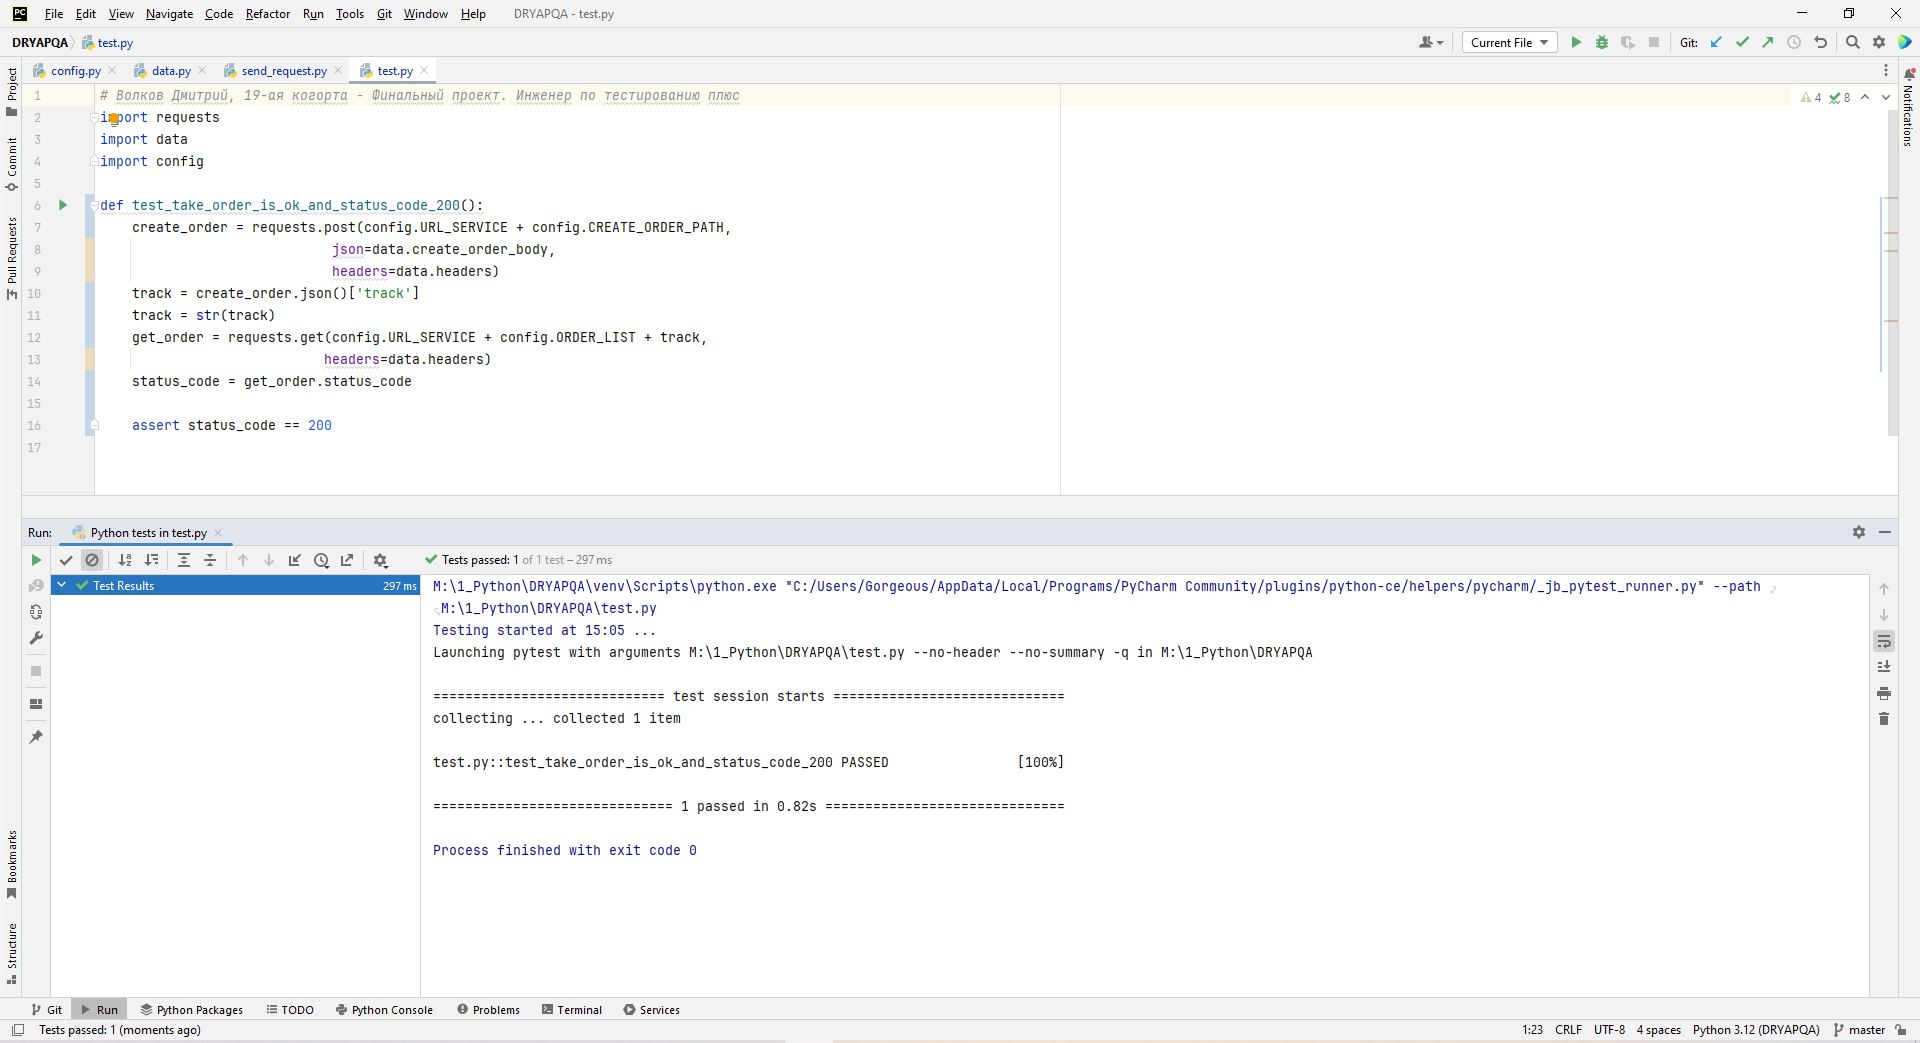 File Edit View Navigate Code Refactor Run Tools Git Window Help DRYAPQA - test.py
DRYAPQA test.py Current File Git:
config.py data.py send_request.py test.py
Project
Commit
Pull Requests
Bookmarks
Structure
Notifications
4 8
1 # Волков Дмитрий, 19-ая когорта - Финальный проект. Инженер по тестированию плюс
2 import requests
3 import data
4 import config
5
6 def test_take_order_is_ok_and_status_code_200():
7 create_order = requests.post(config.URL_SERVICE + config.CREATE_ORDER_PATH,
8 json=data.create_order_body,
9 headers=data.headers)
10 track = create_order.json()['track']
11 track = str(track)
12 get_order = requests.get(config.URL_SERVICE + config.ORDER_LIST + track,
13 headers=data.headers)
14 status_code = get_order.status_code
15
16 assert status_code == 200
17
Run: Python tests in test.py
Tests passed: 1 of 1 test – 297 ms
Test Results 297 ms
M:\1_Python\DRYAPQA\venv\Scripts\python.exe "C:/Users/Gorgeous/AppData/Local/Programs/PyCharm Community/plugins/python-ce/helpers/pycharm/_jb_pytest_runner.py" --path
M:\1_Python\DRYAPQA\test.py
Testing started at 15:05 ...
Launching pytest with arguments M:\1_Python\DRYAPQA\test.py --no-header --no-summary -q in M:\1_Python\DRYAPQA
============================= test session starts =============================
collecting ... collected 1 item
test.py::test_take_order_is_ok_and_status_code_200 PASSED [100%]
============================== 1 passed in 0.82s ==============================
Process finished with exit code 0
Git Run Python Packages TODO Python Console Problems Terminal Services
Tests passed: 1 (moments ago) 1:23 CRLF UTF-8 4 spaces Python 3.12 (DRYAPQA) master